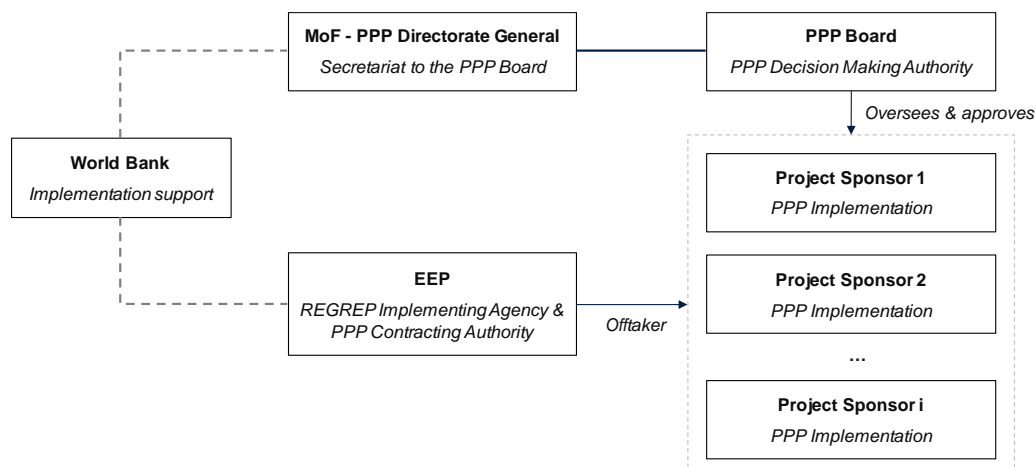 MoF - PPP Directorate General
Secretariat to the PPP Board
PPP Board
PPP Decision Making Authority
Oversees & approves
World Bank
Implementation support
Project Sponsor 1
PPP Implementation
EEP
REGREP Implementing Agency &
PPP Contracting Authority
Offtaker
Project Sponsor 2
PPP Implementation
...
Project Sponsor i
PPP Implementation